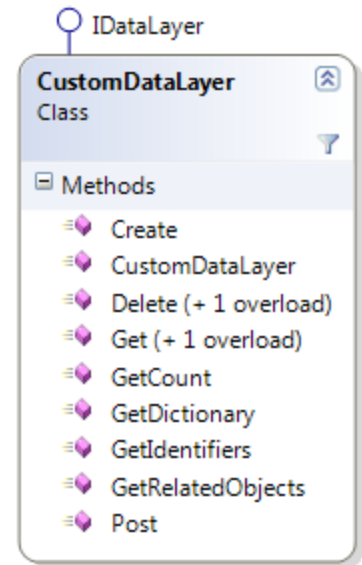 IDataLayer
CustomDataLayer
Class
Methods
Create
CustomDataLayer
Delete (+ 1 overload)
Get (+ 1 overload)
GetCount
GetDictionary
GetIdentifiers
GetRelatedObjects
Post